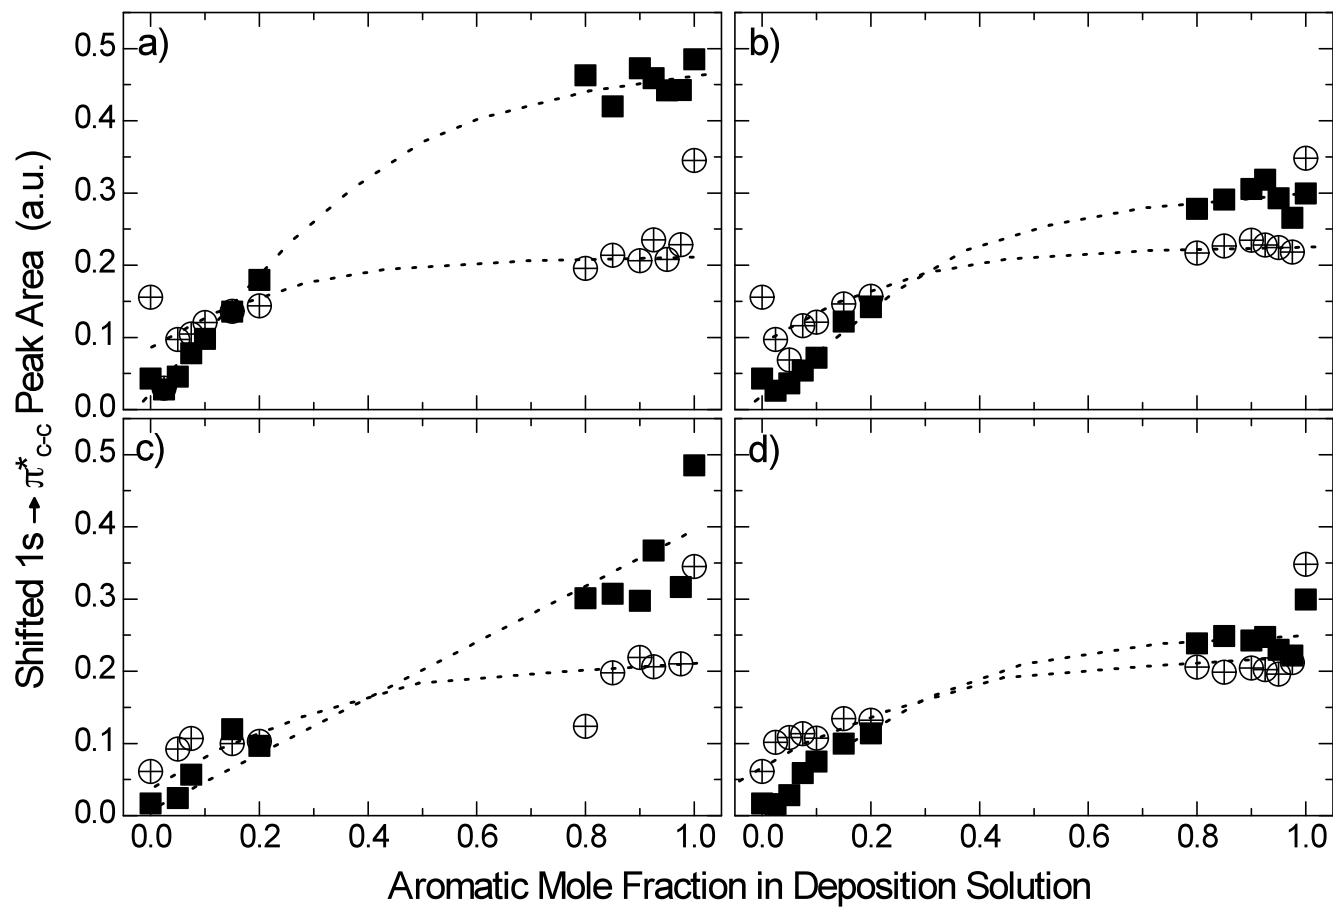 a)
b)
0.5
0.4
0.3
0.2
0.1
0.0
c)
d)
0.5
0.4
0.3
0.2
0.1
0.0
0.0 0.2 0.4 0.6 0.8 1.0
0.0 0.2 0.4 0.6 0.8 1.0
Shifted 1s → π*c-c Peak Area (a.u.)
Aromatic Mole Fraction in Deposition Solution